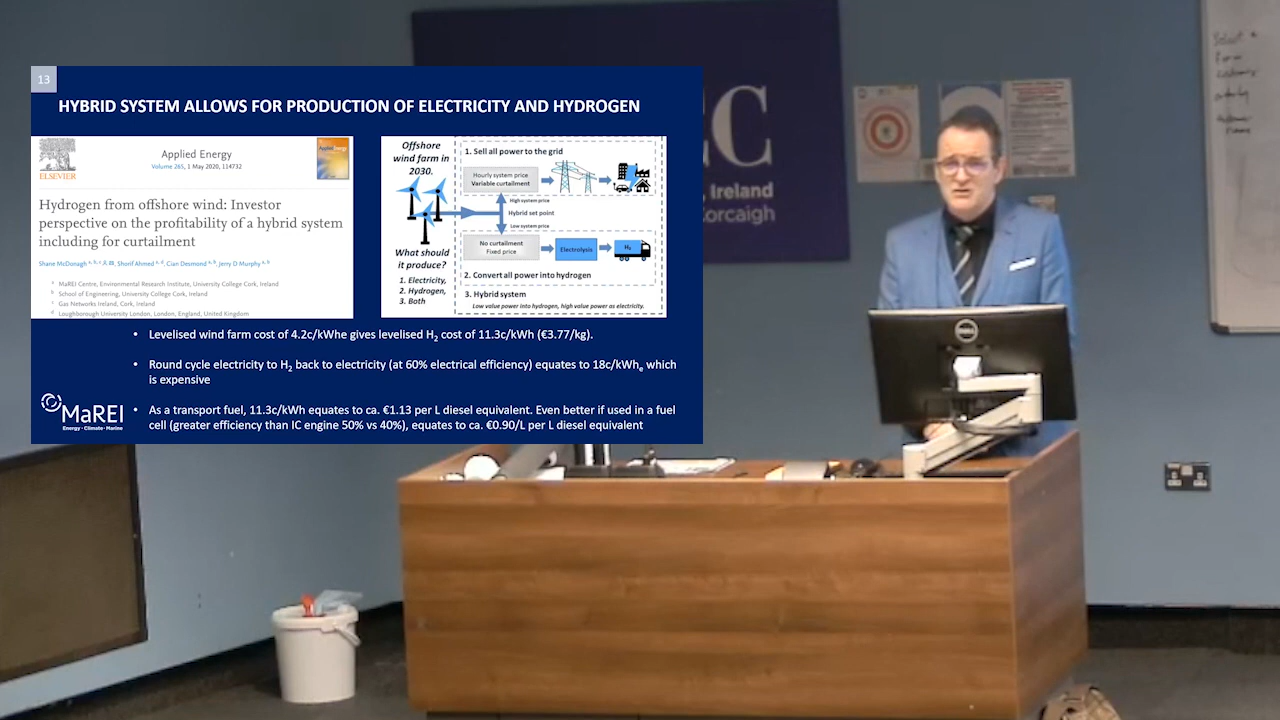 13
HYBRID SYSTEM ALLOWS FOR PRODUCTION OF ELECTRICITY AND HYDROGEN
ELSEVIER
Applied Energy
Volume 265, 1 May 2020, 114732
Hydrogen from offshore wind: Investor
perspective on the profitability of a hybrid system
including for curtailment
Shane McDonagh a, b, c, Shorif Ahmed a, d, Cian Desmond a, b, Jerry D Murphy a, b
a MaREI Centre, Environmental Research Institute, University College Cork, Ireland
b School of Engineering, University College Cork, Ireland
c Gas Networks Ireland, Cork, Ireland
d Loughborough University London, London, England, United Kingdom
Offshore
wind farm in
2030.
What should
it produce?
1. Electricity,
2. Hydrogen,
3. Both
1. Sell all power to the grid
Hourly system price
Variable curtailment
High system price
Hybrid set point
Low system price
No curtailment
Fixed price
Electrolysis
H₂
2. Convert all power into hydrogen
3. Hybrid system
Low value power into hydrogen, high value power as electricity.
• Levelised wind farm cost of 4.2c/kWhe gives levelised H₂ cost of 11.3c/kWh (€3.77/kg).
• Round cycle electricity to H₂ back to electricity (at 60% electrical efficiency) equates to 18c/kWhₑ which
is expensive
• As a transport fuel, 11.3c/kWh equates to ca. €1.13 per L diesel equivalent. Even better if used in a fuel
cell (greater efficiency than IC engine 50% vs 40%), equates to ca. €0.90/L per L diesel equivalent
MaREI
Energy · Climate · Marine
CC
, Ireland
Corcaigh
DELL